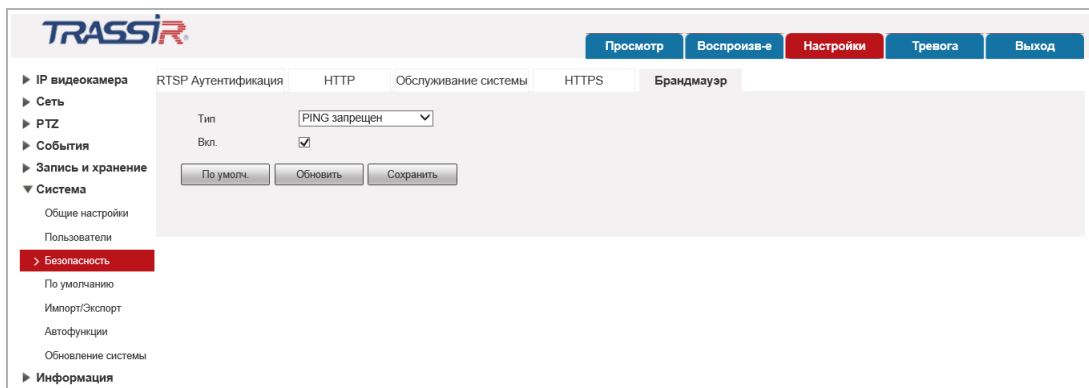 TRASSIR
Просмотр
Воспроизв-е
Настройки
Тревога
Выход
IP видеокамера
Сеть
PTZ
События
Запись и хранение
Система
Общие настройки
Пользователи
Безопасность
По умолчанию
Импорт/Экспорт
Автофункции
Обновление системы
Информация
RTSP Аутентификация
HTTP
Обслуживание системы
HTTPS
Брандмауэр
Тип
PING запрещен
Вкл.
По умолч.
Обновить
Сохранить